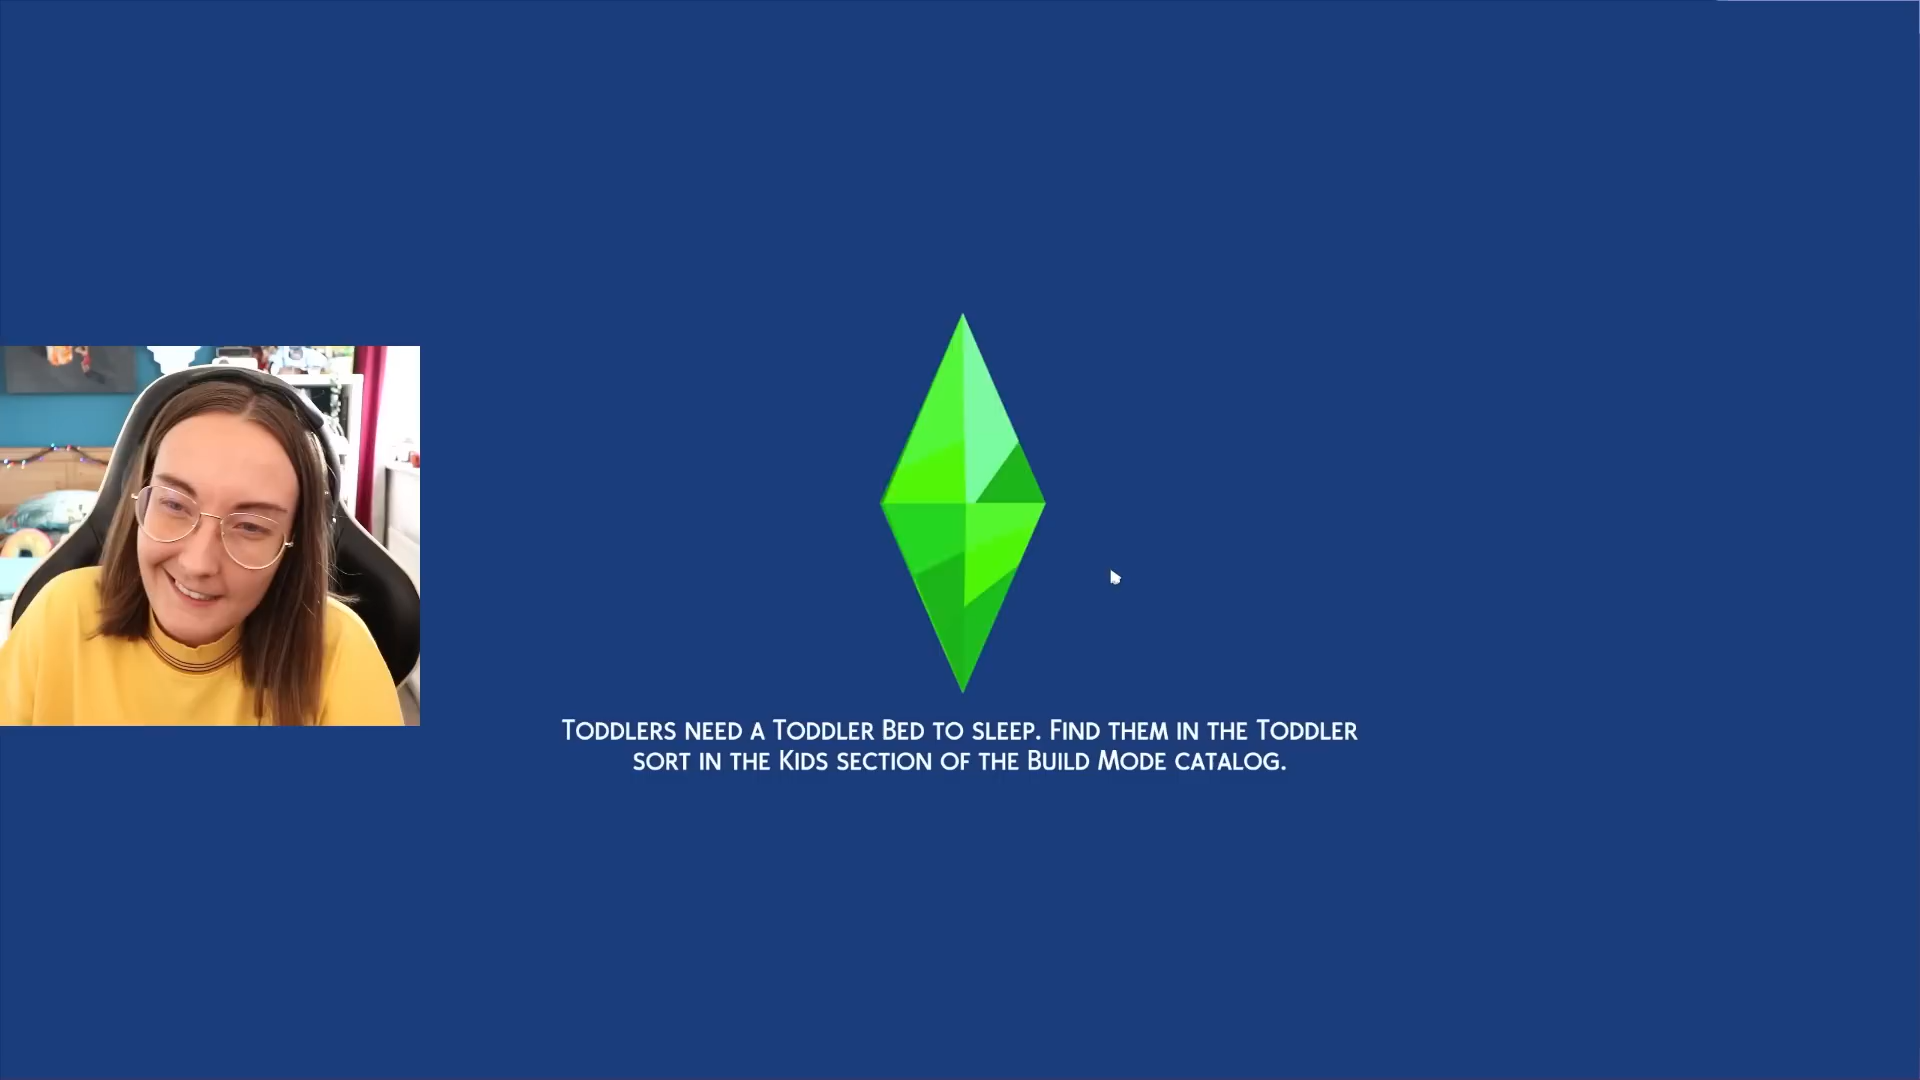 Toddlers need a Toddler Bed to sleep. Find them in the Toddler
sort in the Kids section of the Build Mode catalog.